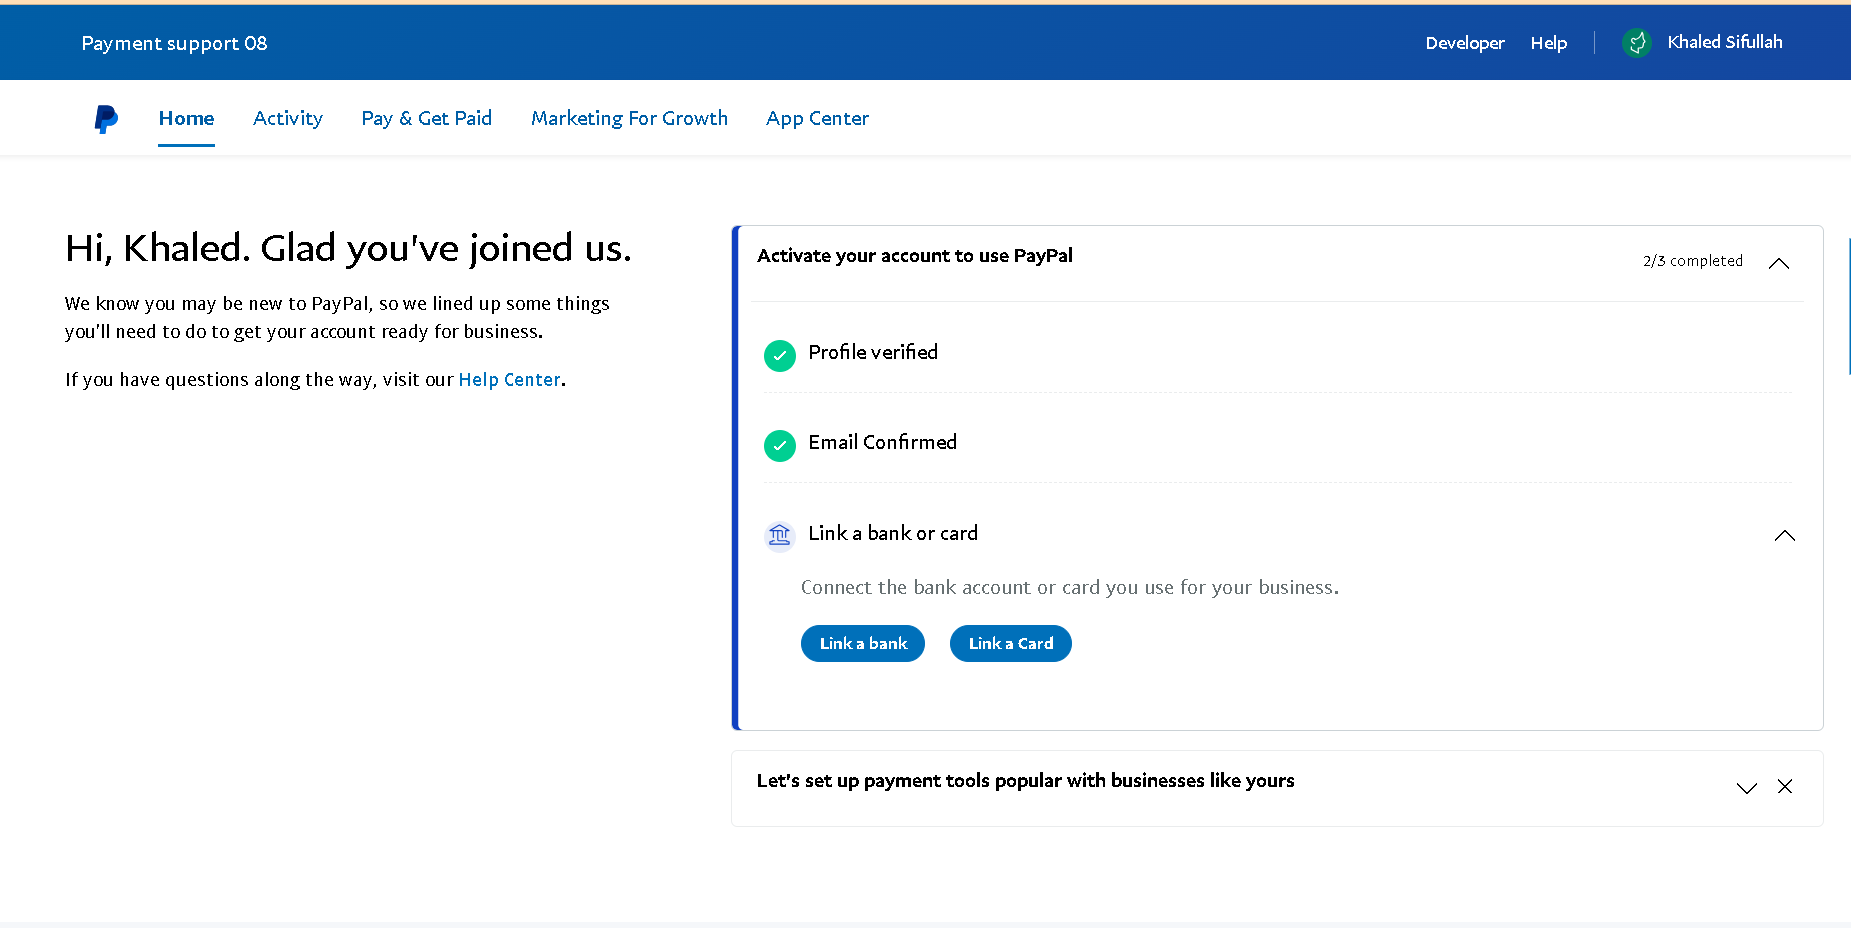 Payment support 08
Developer Help Khaled Sifullah
Home Activity Pay & Get Paid Marketing For Growth App Center
Hi, Khaled. Glad you've joined us.
We know you may be new to PayPal, so we lined up some things
you'll need to do to get your account ready for business.
If you have questions along the way, visit our Help Center.
Activate your account to use PayPal
2/3 completed
Profile verified
Email Confirmed
Link a bank or card
Connect the bank account or card you use for your business.
Link a bank Link a Card
Let's set up payment tools popular with businesses like yours